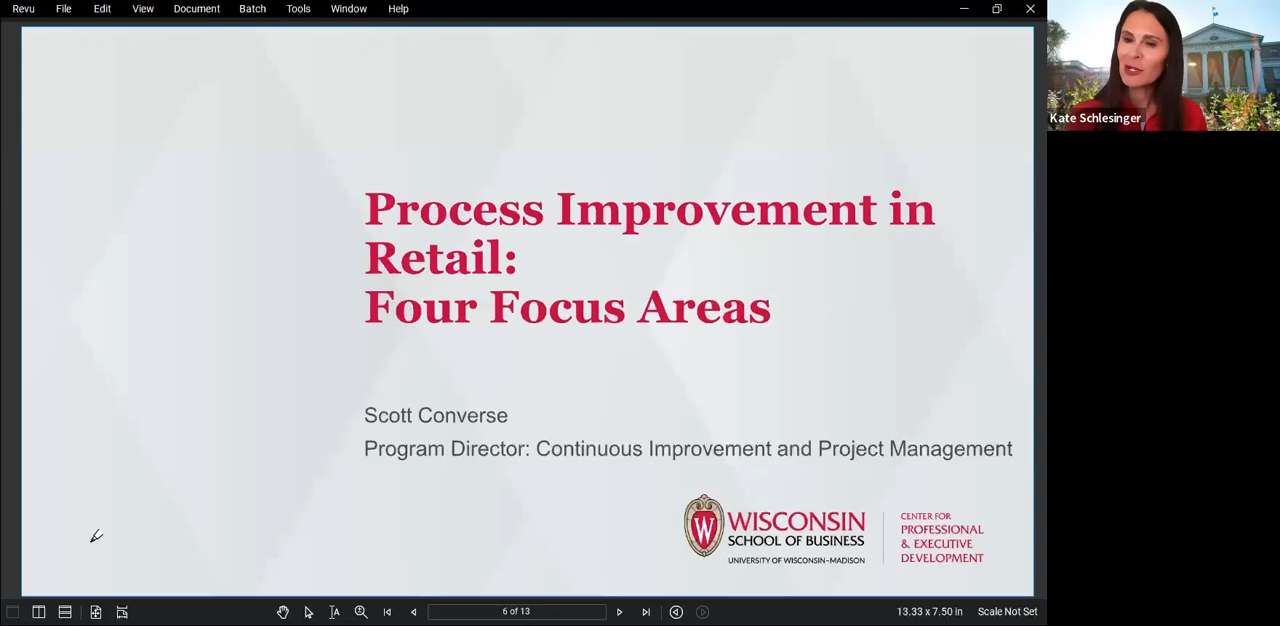 Revu File Edit View Document Batch Tools Window Help
Kate Schlesinger
Process Improvement in
Retail:
Four Focus Areas
Scott Converse
Program Director: Continuous Improvement and Project Management
W
WISCONSIN
SCHOOL OF BUSINESS
UNIVERSITY OF WISCONSIN–MADISON
CENTER FOR
PROFESSIONAL
& EXECUTIVE
DEVELOPMENT
6 of 13
13.33 x 7.50 in
Scale Not Set